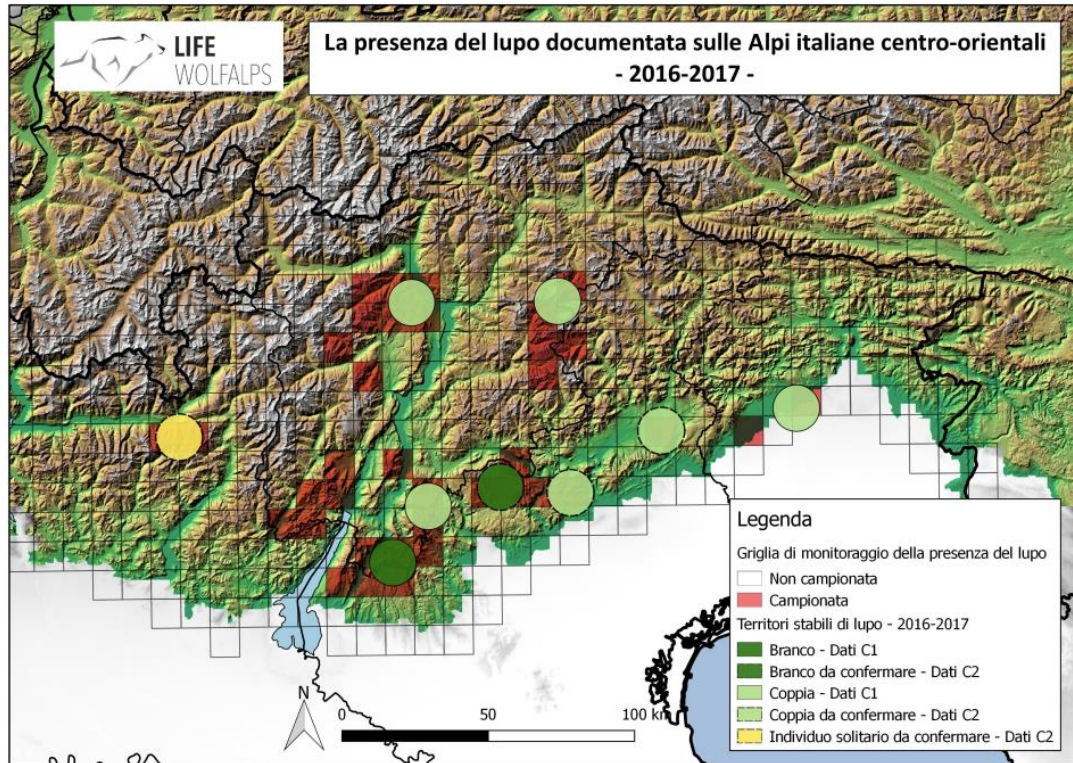 LIFE
WOLFALPS
La presenza del lupo documentata sulle Alpi italiane centro-orientali
- 2016-2017 -
Legenda
Griglia di monitoraggio della presenza del lupo
Non campionata
Campionata
Territori stabili di lupo - 2016-2017
Branco - Dati C1
Branco da confermare - Dati C2
Coppia - Dati C1
Coppia da confermare - Dati C2
Individuo solitario da confermare - Dati C2
N
0 50 100 km